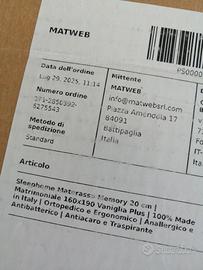 MATWEB
Data dell'ordine
Lug 29, 2025, 11:14
Numero ordine
Metodo di
spedizione
Standard
Mittente
MATWEB
info@matwebsrl.com
Piazza Amendola 17
84091
Battipaglia
Italia
Articolo
Sleephome Materasso Memory 20 cm |
Matrimoniale 160x190 Vaniglia Plus | 100% Made
in Italy | Ortopedico e Ergonomico | Anallergico e
Antibatterico | Antiacaro e Traspirante